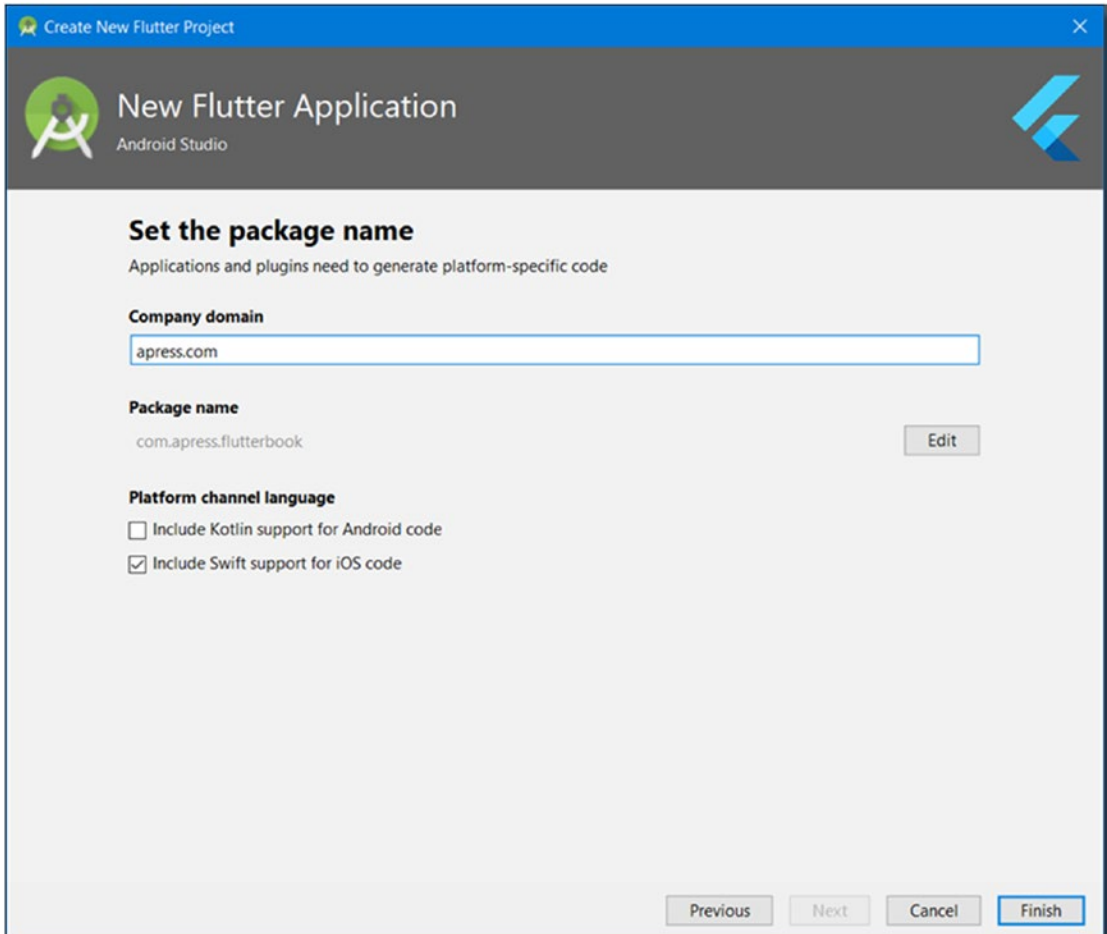 Create New Flutter Project
New Flutter Application
Android Studio
Set the package name
Applications and plugins need to generate platform-specific code
Company domain
apress.com
Package name
com.apress.flutterbook
Edit
Platform channel language
Include Kotlin support for Android code
Include Swift support for iOS code
Previous
Next
Cancel
Finish